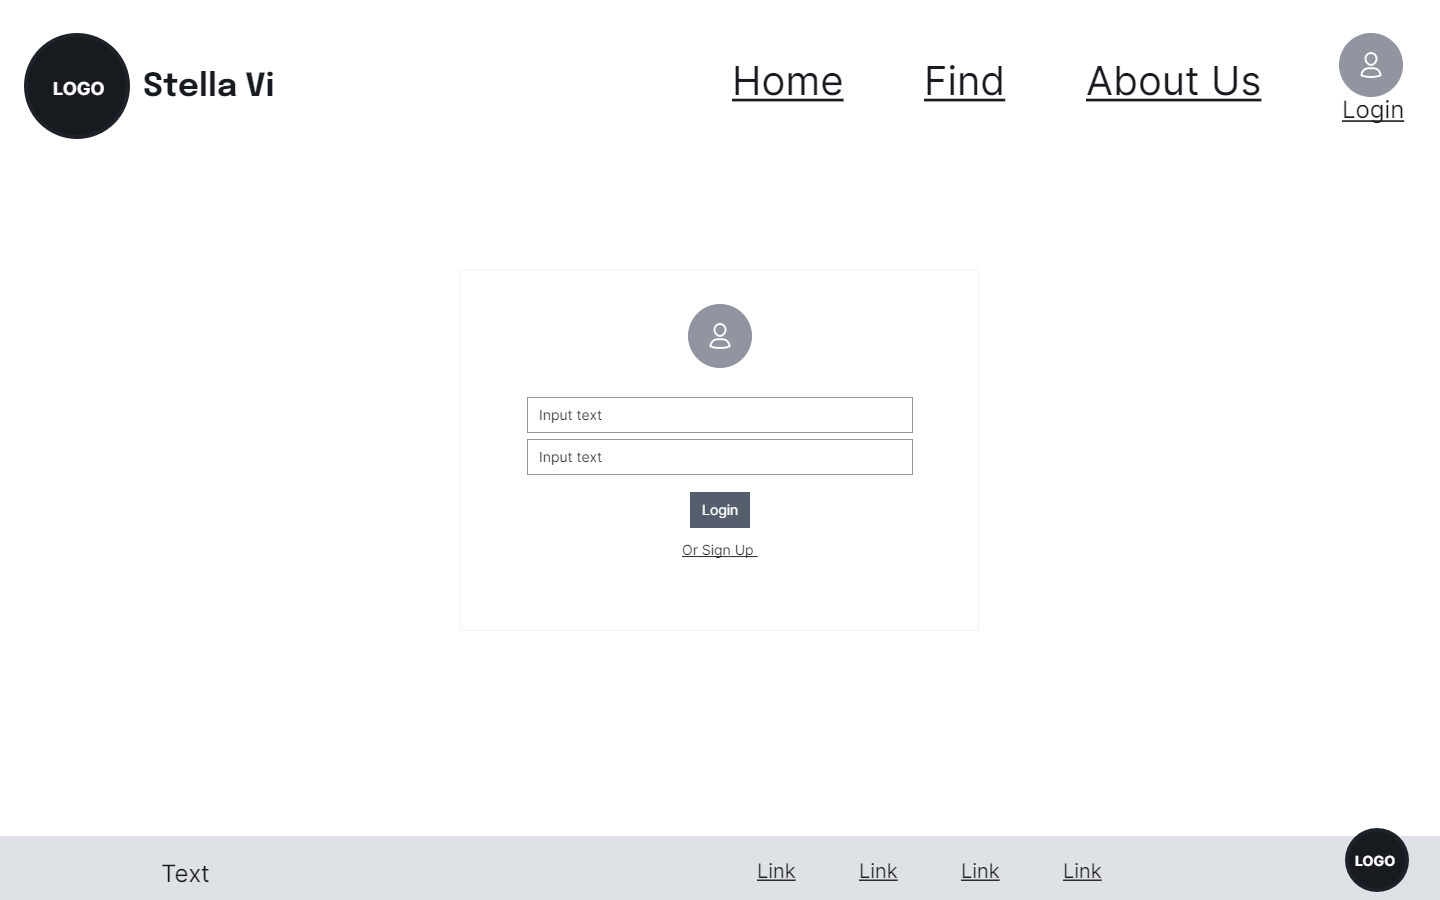 LOGO
Stella Vi
Home
Find
About Us
Login
Input text
Input text
Login
Or Sign Up
Text
Link
Link
Link
Link
LOGO